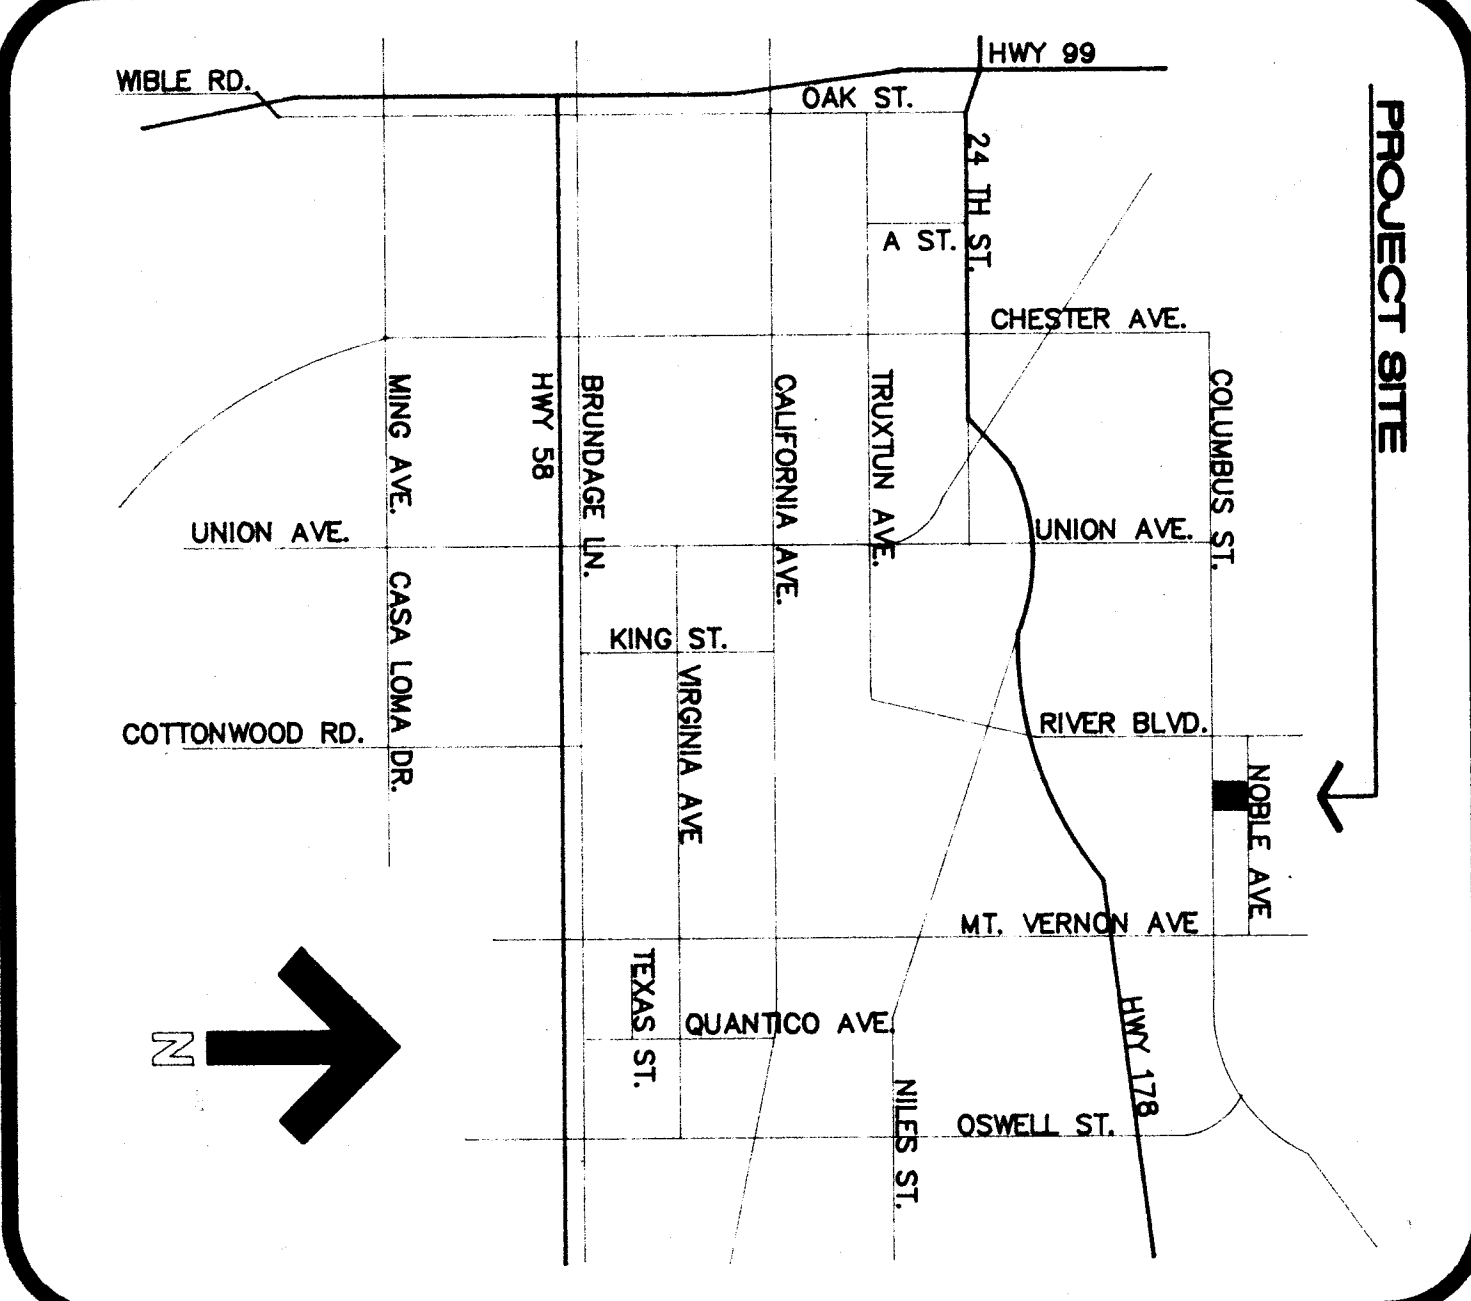 HWY 99
WIBLE RD.
OAK ST.
PROJECT SITE
24 TH ST.
A ST.
CHESTER AVE.
MING AVE.
HWY 58
BRUNDAGE LN.
CALIFORNIA AVE.
TRUXTUN AVE.
COLUMBUS ST.
UNION AVE.
UNION AVE.
CASA LOMA DR.
KING ST.
VIRGINIA AVE
COTTONWOOD RD.
RIVER BLVD.
NOBLE AVE
MT. VERNON AVE
TEXAS ST.
QUANTICO AVE.
HWY 178
N
NILES ST.
OSWELL ST.